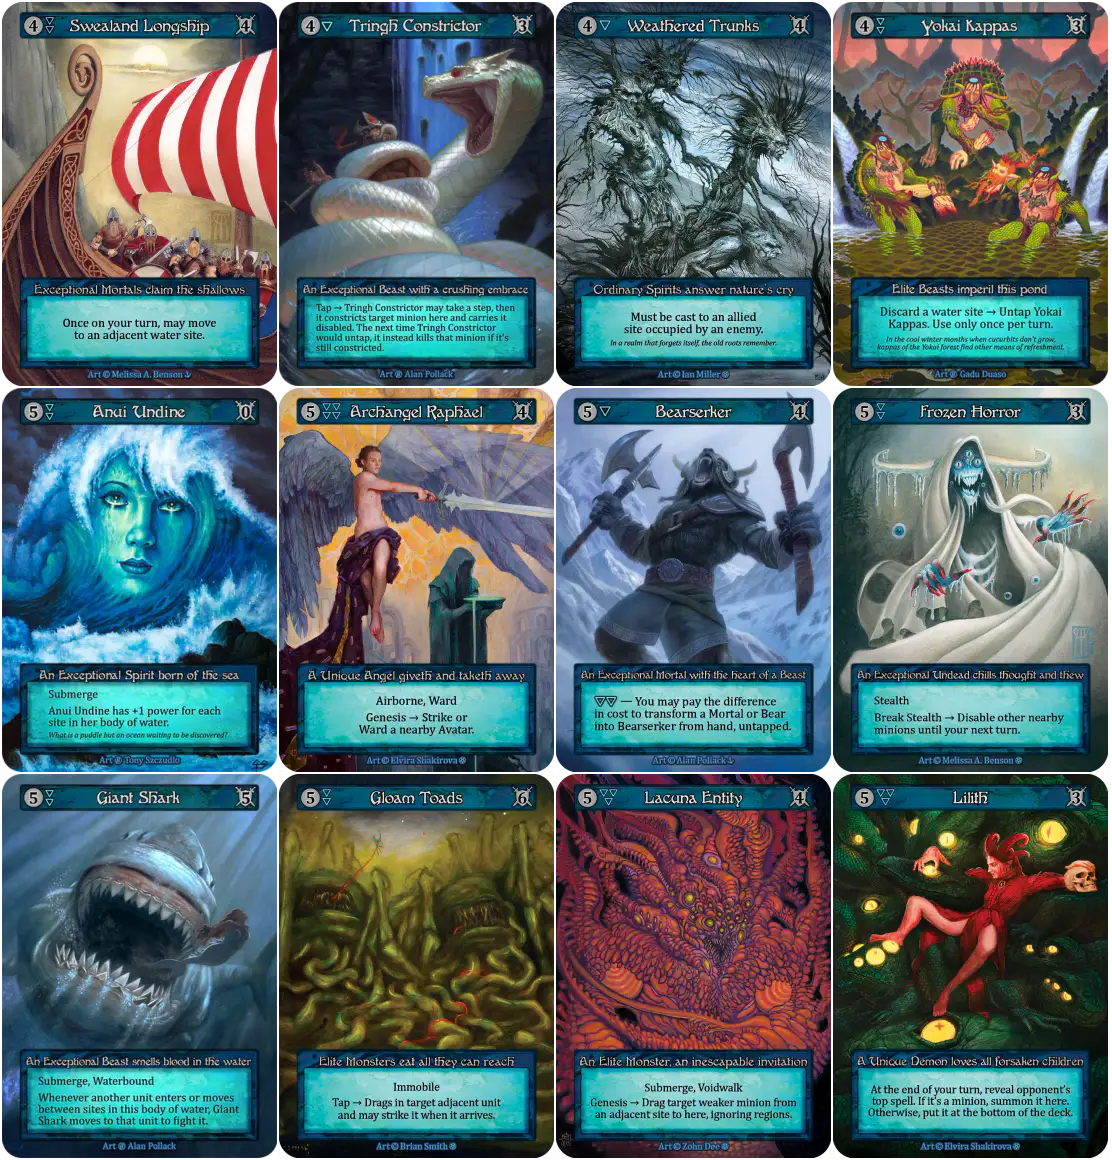 4 Swealand Longship 4
Exceptional Mortals claim the shallows
Once on your turn, may move
to an adjacent water site.
Art @ Melissa A. Benson
4 Tringh Constrictor 3
An Exceptional Beast with a crushing embrace
Tap → Tringh Constrictor may take a step, then
it constricts target minion here and carries it
disabled. The next time Tringh Constrictor
would untap, it instead kills that minion if it's
still constricted.
Art @ Alan Pollack
4 Weathered Trunks 4
Ordinary Spirits answer nature's cry
Must be cast to an allied
site occupied by an enemy.
In a realm that forgets itself, the old roots remember.
Art © Ian Miller
4 Yokai Kappas 3
Elite Beasts imperil this pond
Discard a water site → Untap Yokai
Kappas. Use only once per turn.
In the cool winter months when cucurbits don't grow,
kappas of the Yokai forest find other means of refreshment.
Art @ Gadu Duaso
5 Anui Undine 0
An Exceptional Spirit born of the sea
Submerge
Anui Undine has +1 power for each
site in her body of water.
What is a puddle but an ocean waiting to be discovered?
Art @ Tony Szczudlo
5 Archangel Raphael 4
A Unique Angel giveth and taketh away
Airborne, Ward
Genesis → Strike or
Ward a nearby Avatar.
Art © Elvira Shakirova
5 Bearserker 4
An Exceptional Mortal with the heart of a Beast
— You may pay the difference
in cost to transform a Mortal or Bear
into Bearserker from hand, untapped.
Art © Alan Pollack
5 Frozen Horror 3
An Exceptional Undead chills thought and thew
Stealth
Break Stealth → Disable other nearby
minions until your next turn.
Art © Melissa A. Benson
5 Giant Shark 5
An Exceptional Beast smells blood in the water
Submerge, Waterbound
Whenever another unit enters or moves
between sites in this body of water, Giant
Shark moves to that unit to fight it.
Art @ Alan Pollack
5 Gloam Toads 6
Elite Monsters eat all they can reach
Immobile
Tap → Drags in target adjacent unit
and may strike it when it arrives.
Art © Brian Smith
5 Lacuna Entity 4
An Elite Monster, an inescapable invitation
Submerge, Voidwalk
Genesis → Drag target weaker minion from
an adjacent site to here, ignoring regions.
Art © Zohn Dee
5 Lilith 3
A Unique Demon loves all forsaken children
At the end of your turn, reveal opponent's
top spell. If it's a minion, summon it here.
Otherwise, put it at the bottom of the deck.
Art © Elvira Shakirova